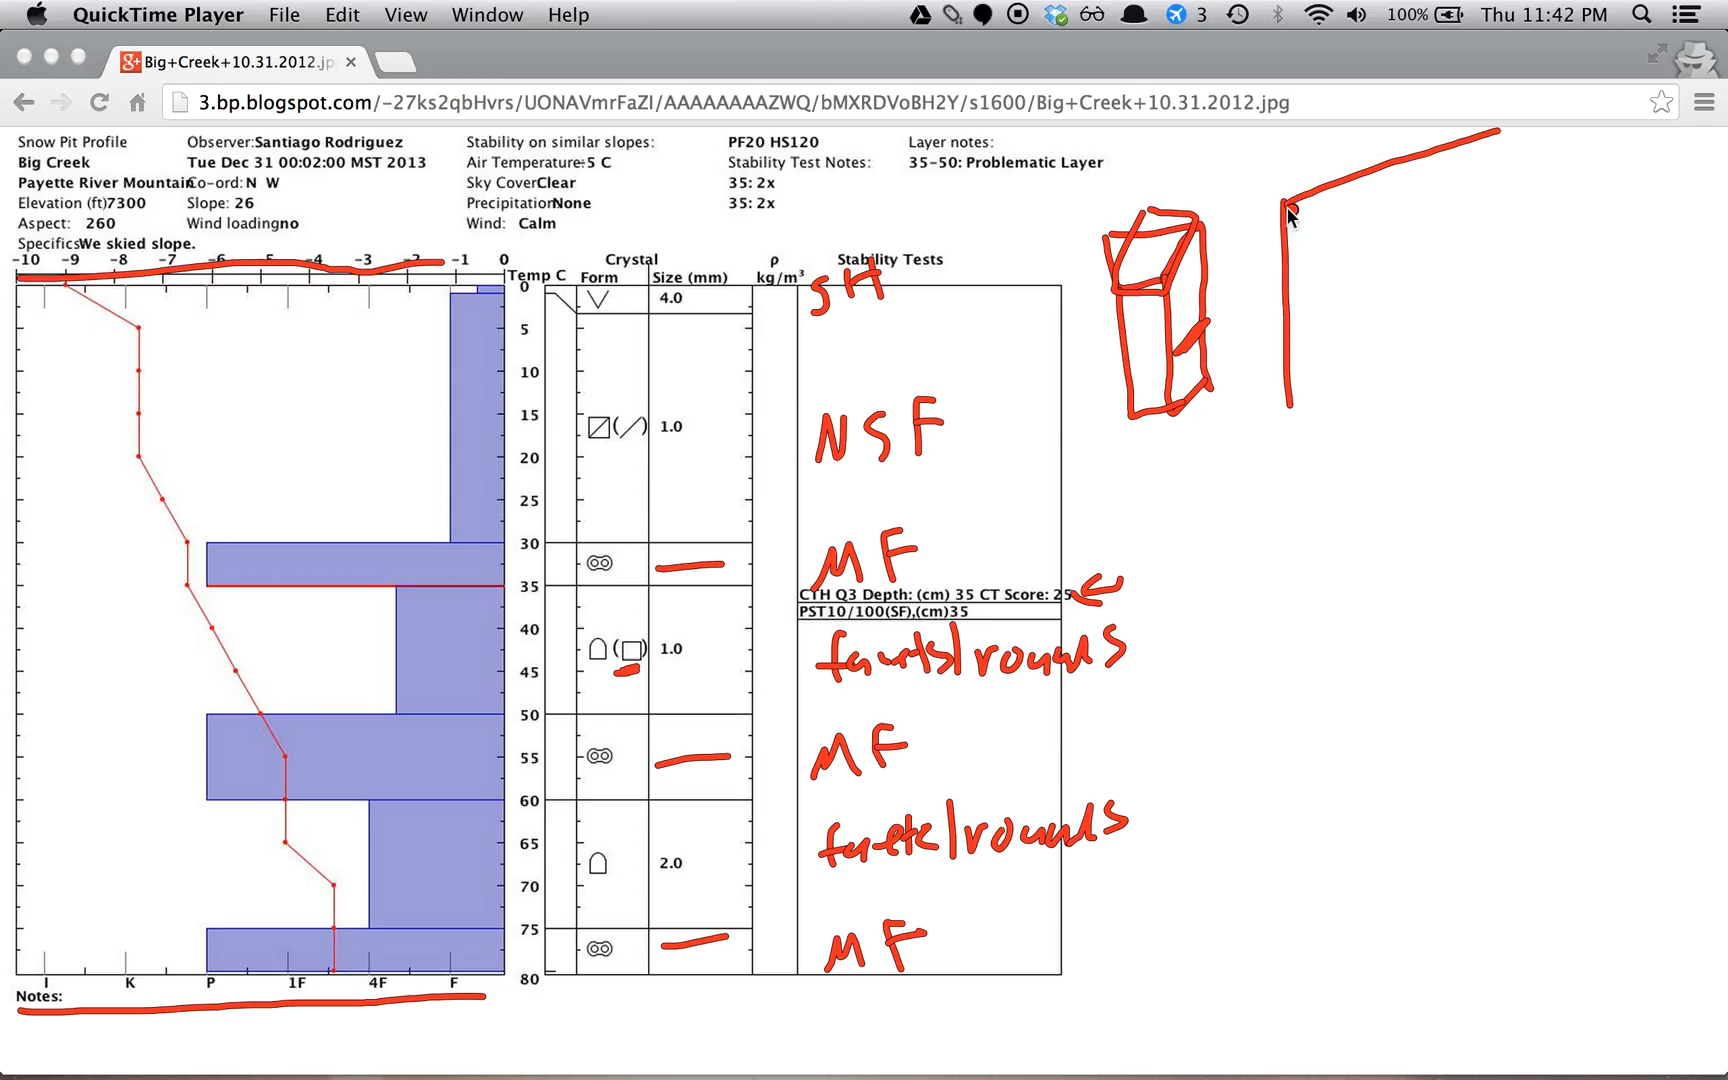 QuickTime Player File Edit View Window Help 3 100% Thu 11:42 PM
Big+Creek+10.31.2012.jp
3.bp.blogspot.com/-27ks2qbHvrs/UONAVmrFaZI/AAAAAAAAZWQ/bMXRDVoBH2Y/s1600/Big+Creek+10.31.2012.jpg
Snow Pit Profile Observer:Santiago Rodriguez Stability on similar slopes: PF20 HS120 Layer notes:
Big Creek Tue Dec 31 00:02:00 MST 2013 Air Temperature-5 C Stability Test Notes: 35-50: Problematic Layer
Payette River Mountain Co-ord: N W Sky CoverClear 35: 2x
Elevation (ft)7300 Slope: 26 PrecipitationNone 35: 2x
Aspect: 260 Wind loadingno Wind: Calm
SpecificsWe skied slope.
-10 -9 -8 -7 -6 -5 -4 -3 -2 -1 0 Crystal ρ Stability Tests
Temp C Form Size (mm) kg/m³
SH
0 4.0
5
10
15 1.0 NSF
20
25
30
MF
35
CTH Q3 Depth: (cm) 35 CT Score: 25
PST10/100(SF),(cm)35
40 1.0 facets/rounds
45
50
55 MF
60
65 2.0 facets/rounds
70
75
MF
80
I K P 1F 4F F
Notes: